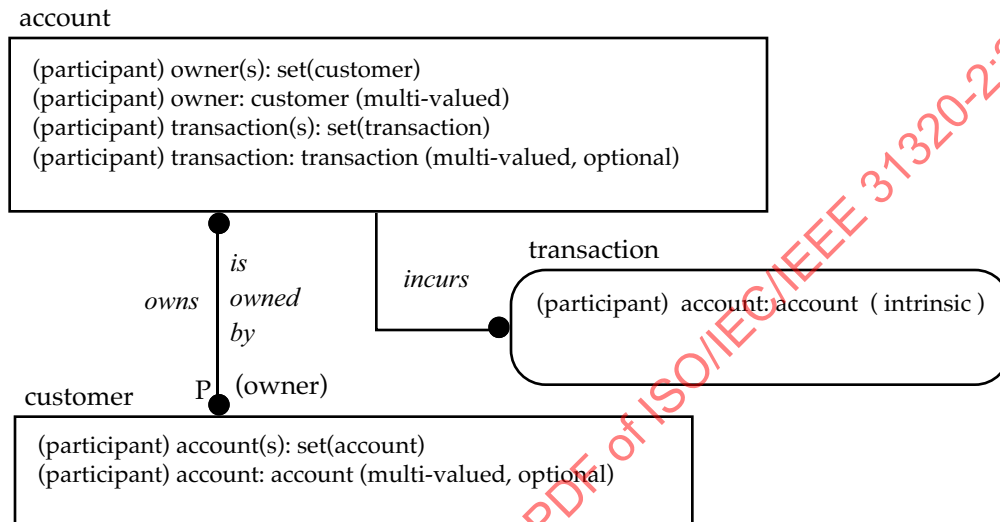 account
(participant) owner(s): set(customer)
(participant) owner: customer (multi-valued)
(participant) transaction(s): set(transaction)
(participant) transaction: transaction (multi-valued, optional)
transaction
(participant) account: account ( intrinsic )
incurs
owns
is
owned
by
P (owner)
customer
(participant) account(s): set(account)
(participant) account: account (multi-valued, optional)
PDF of ISO/IEC/IEEE 31320-2: